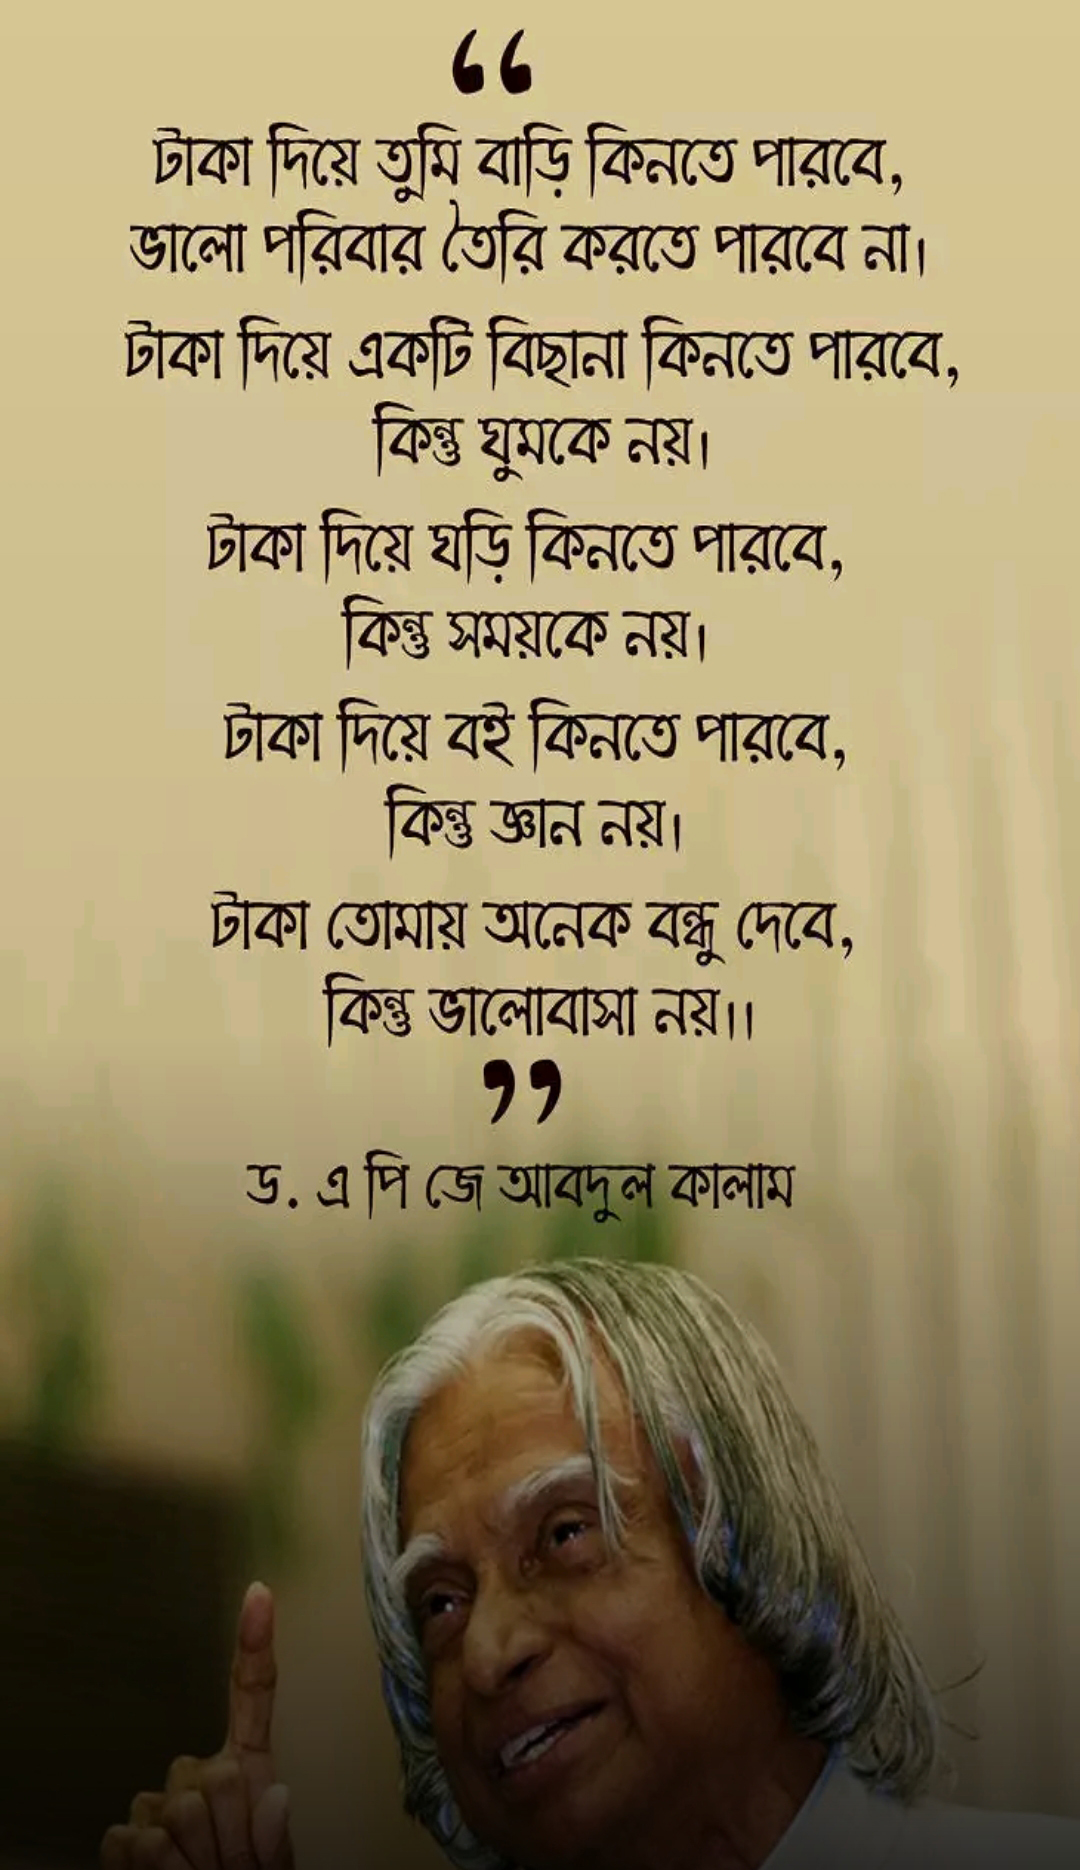 “
টাকা দিয়ে তুমি বাড়ি কিনতে পারবে,
ভালো পরিবার তৈরি করতে পারবে না।
টাকা দিয়ে একটি বিছানা কিনতে পারবে,
কিন্তু ঘুমকে নয়।
টাকা দিয়ে ঘড়ি কিনতে পারবে,
কিন্তু সময়কে নয়।
টাকা দিয়ে বই কিনতে পারবে,
কিন্তু জ্ঞান নয়।
টাকা তোমায় অনেক বন্ধু দেবে,
কিন্তু ভালোবাসা নয়।।
”
ড. এ পি জে আবদুল কালাম